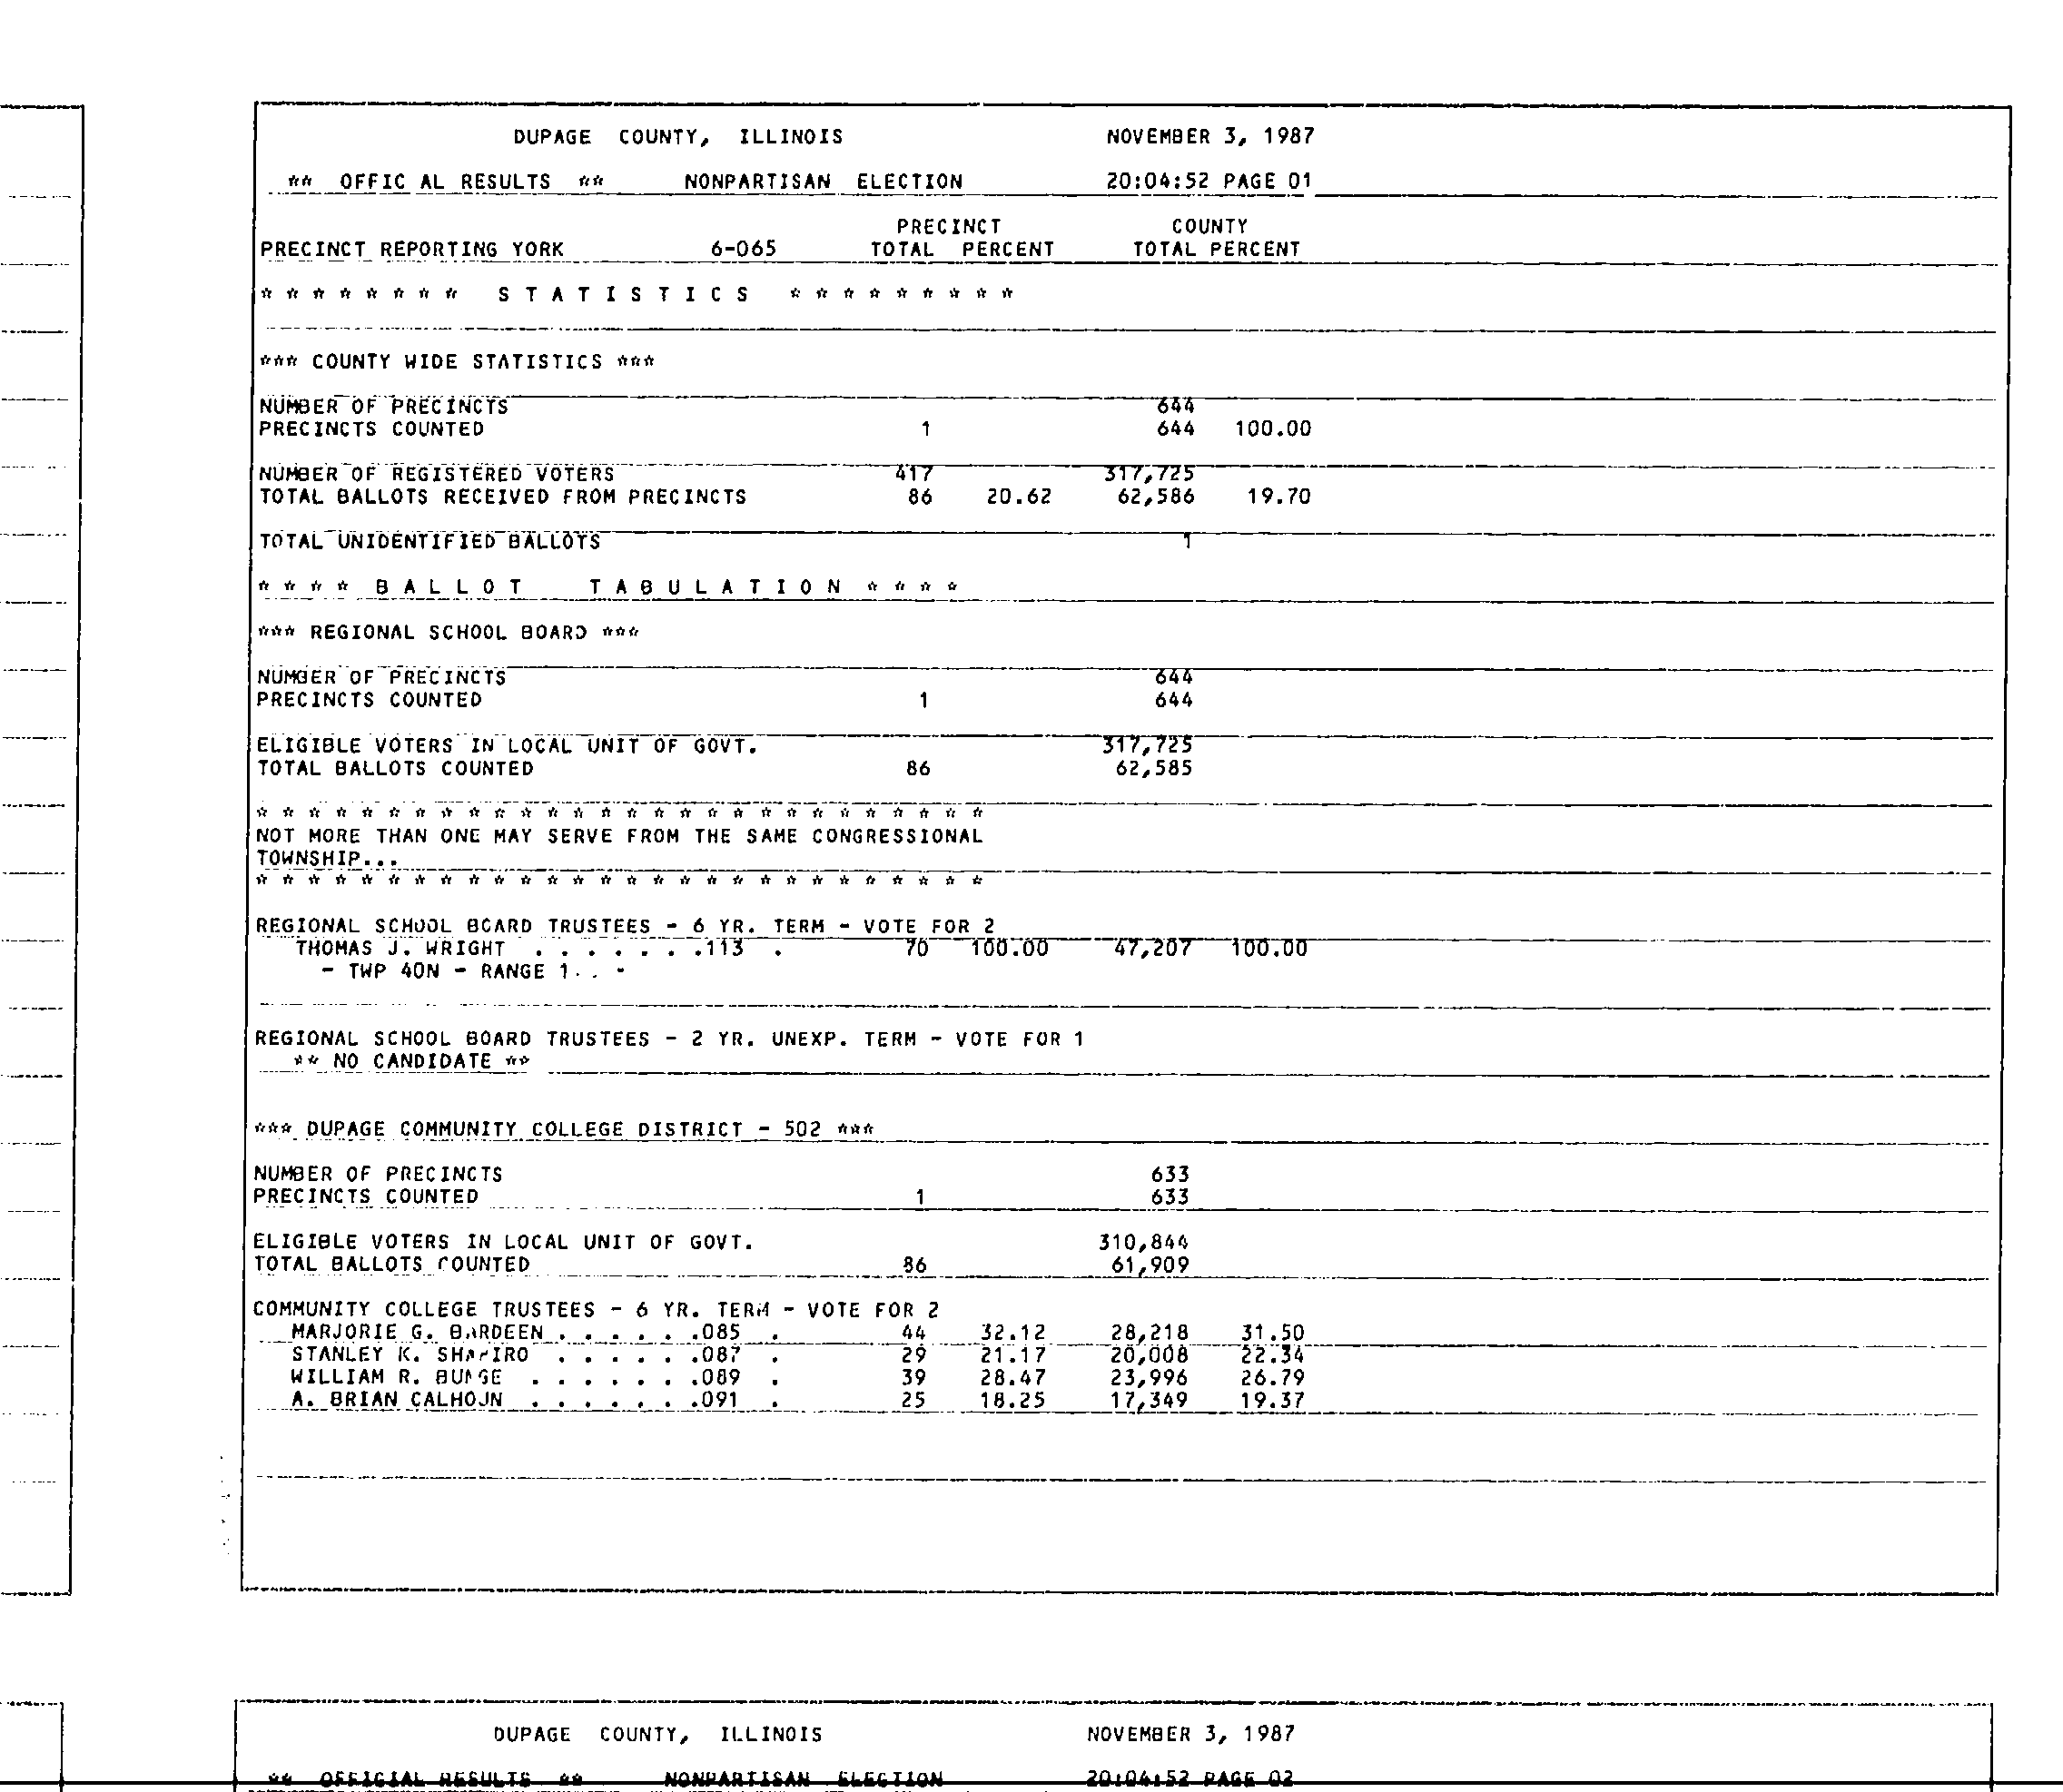 DUPAGE COUNTY, ILLINOIS NOVEMBER 3, 1987
** OFFIC AL RESULTS ** NONPARTISAN ELECTION 20:04:52 PAGE 01
PRECINCT COUNTY
PRECINCT REPORTING YORK 6-065 TOTAL PERCENT TOTAL PERCENT
* * * * * * * * S T A T I S T I C S * * * * * * * * *
*** COUNTY WIDE STATISTICS ***
NUMBER OF PRECINCTS 644
PRECINCTS COUNTED 1 644 100.00
NUMBER OF REGISTERED VOTERS 417 317,725
TOTAL BALLOTS RECEIVED FROM PRECINCTS 86 20.62 62,586 19.70
TOTAL UNIDENTIFIED BALLOTS 1
* * * * B A L L O T T A B U L A T I O N * * * *
*** REGIONAL SCHOOL BOARD ***
NUMBER OF PRECINCTS 644
PRECINCTS COUNTED 1 644
ELIGIBLE VOTERS IN LOCAL UNIT OF GOVT. 317,725
TOTAL BALLOTS COUNTED 86 62,585
* * * * * * * * * * * * * * * * * * * * * * * * * * * *
NOT MORE THAN ONE MAY SERVE FROM THE SAME CONGRESSIONAL
TOWNSHIP...
* * * * * * * * * * * * * * * * * * * * * * * * * * * *
REGIONAL SCHOOL BOARD TRUSTEES - 6 YR. TERM - VOTE FOR 2
THOMAS J. WRIGHT . . . . . . .113 . 70 100.00 47,207 100.00
- TWP 40N - RANGE 1.. -
REGIONAL SCHOOL BOARD TRUSTEES - 2 YR. UNEXP. TERM - VOTE FOR 1
** NO CANDIDATE **
*** DUPAGE COMMUNITY COLLEGE DISTRICT - 502 ***
NUMBER OF PRECINCTS 633
PRECINCTS COUNTED 1 633
ELIGIBLE VOTERS IN LOCAL UNIT OF GOVT. 310,844
TOTAL BALLOTS COUNTED 86 61,909
COMMUNITY COLLEGE TRUSTEES - 6 YR. TERM - VOTE FOR 2
MARJORIE G. BARDEEN . . . . . .085 . 44 32.12 28,218 31.50
STANLEY K. SHAPIRO . . . . . .087 . 29 21.17 20,008 22.34
WILLIAM R. BUNGE . . . . . . .089 . 39 28.47 23,996 26.79
A. BRIAN CALHOUN . . . . . . .091 . 25 18.25 17,349 19.37
DUPAGE COUNTY, ILLINOIS NOVEMBER 3, 1987
** OFFICIAL RESULTS ** NONPARTISAN ELECTION 20:04:52 PAGE 02